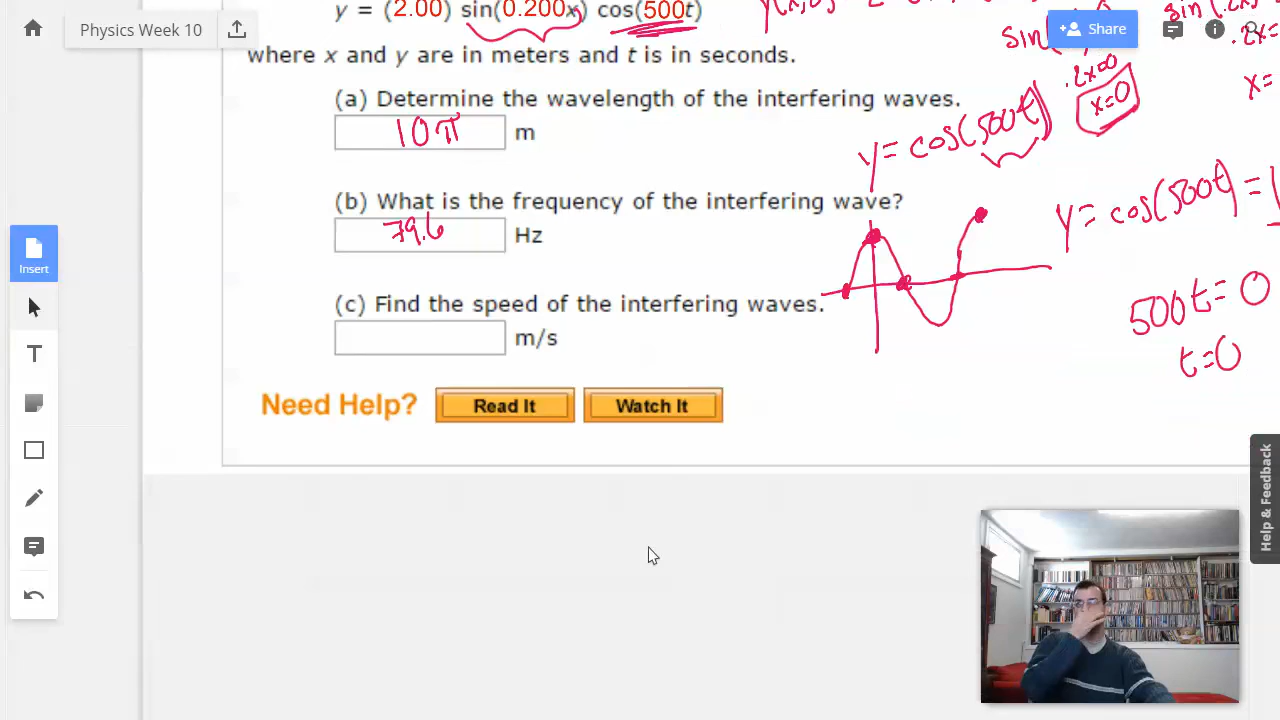 y = (2.00) sin(0.200x) cos(500t)
Physics Week 10
Share
where x and y are in meters and t is in seconds.
.2x=0
x=0
(a) Determine the wavelength of the interfering waves.
10π m
y = cos(500t)
(b) What is the frequency of the interfering wave?
79.6 Hz
y = cos(500t) = 1
Insert
(c) Find the speed of the interfering waves.
m/s
500t = 0
t=0
Need Help? Read It Watch It
Help & Feedback